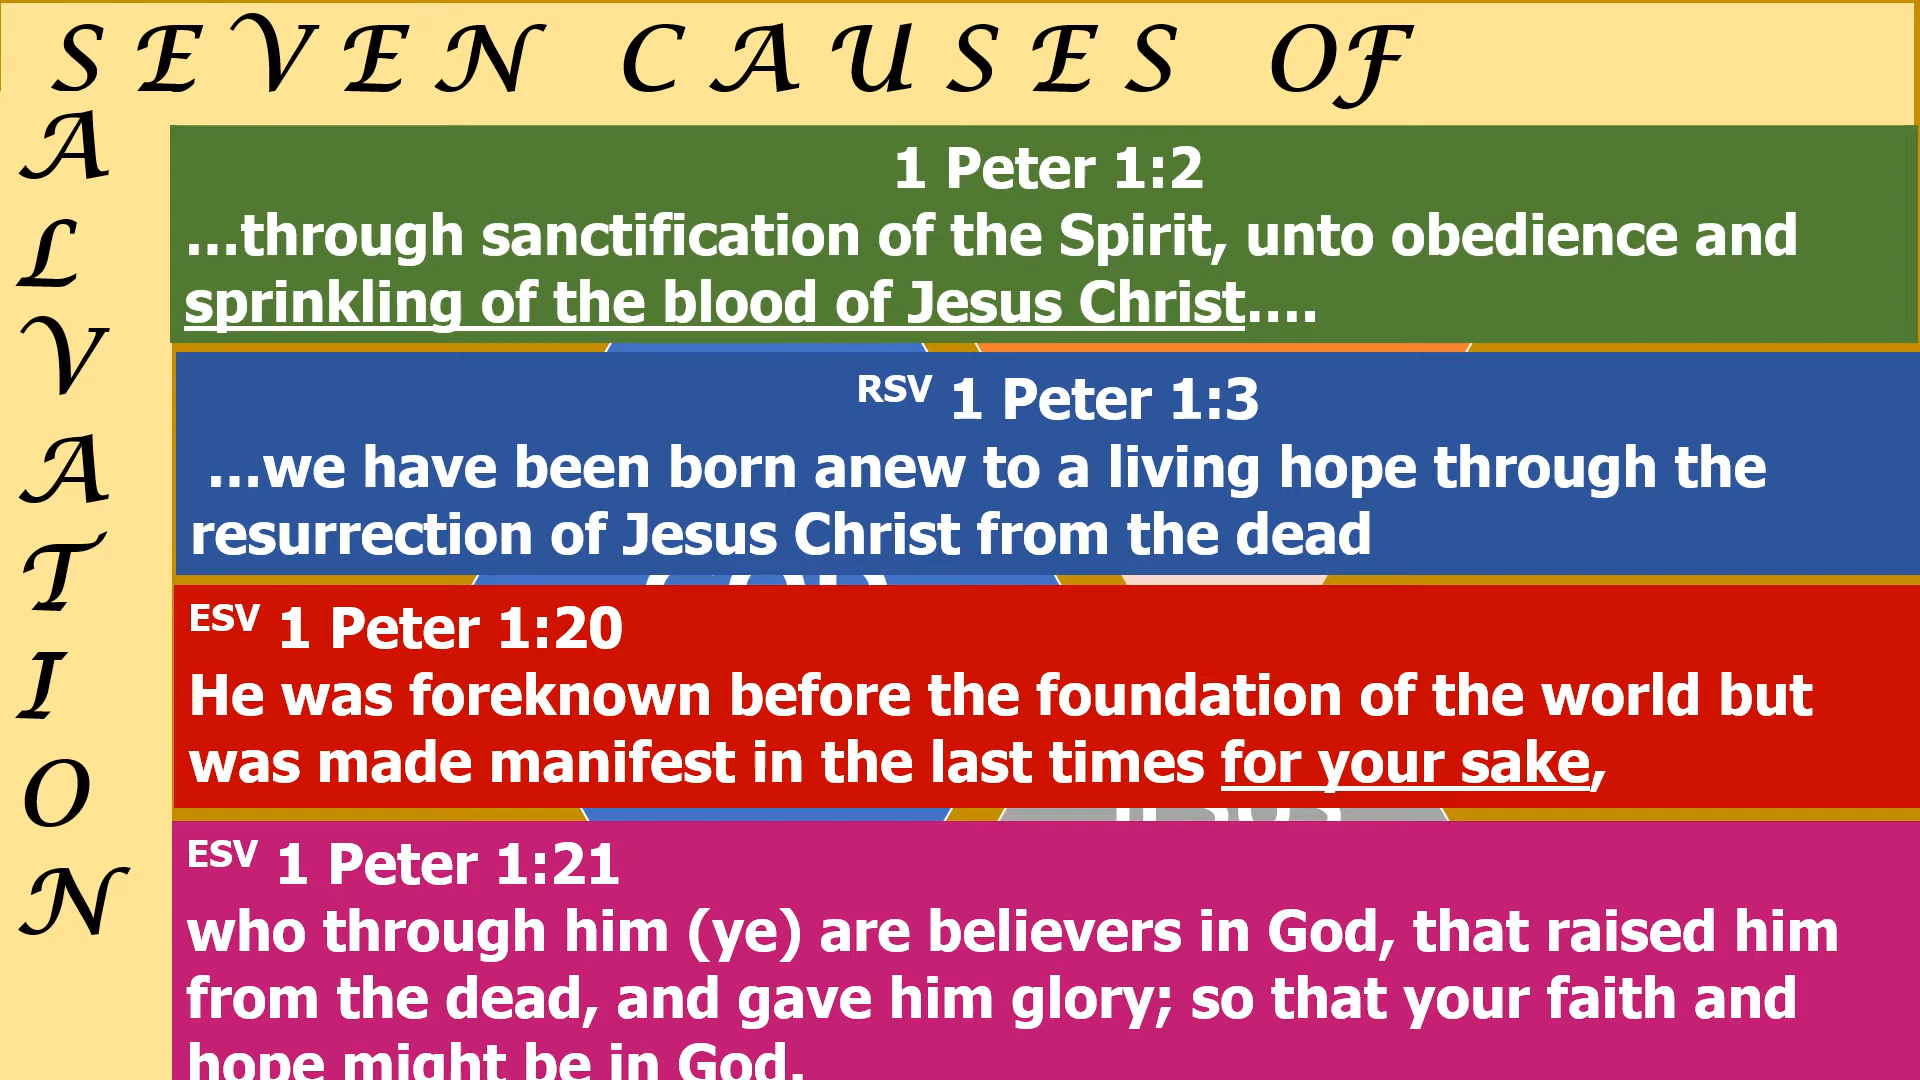 SEVEN CAUSES OF
SALVATION
1 Peter 1:2
...through sanctification of the Spirit, unto obedience and
sprinkling of the blood of Jesus Christ....
RSV 1 Peter 1:3
...we have been born anew to a living hope through the
resurrection of Jesus Christ from the dead
ESV 1 Peter 1:20
He was foreknown before the foundation of the world but
was made manifest in the last times for your sake,
ESV 1 Peter 1:21
who through him (ye) are believers in God, that raised him
from the dead, and gave him glory; so that your faith and
hope might be in God.